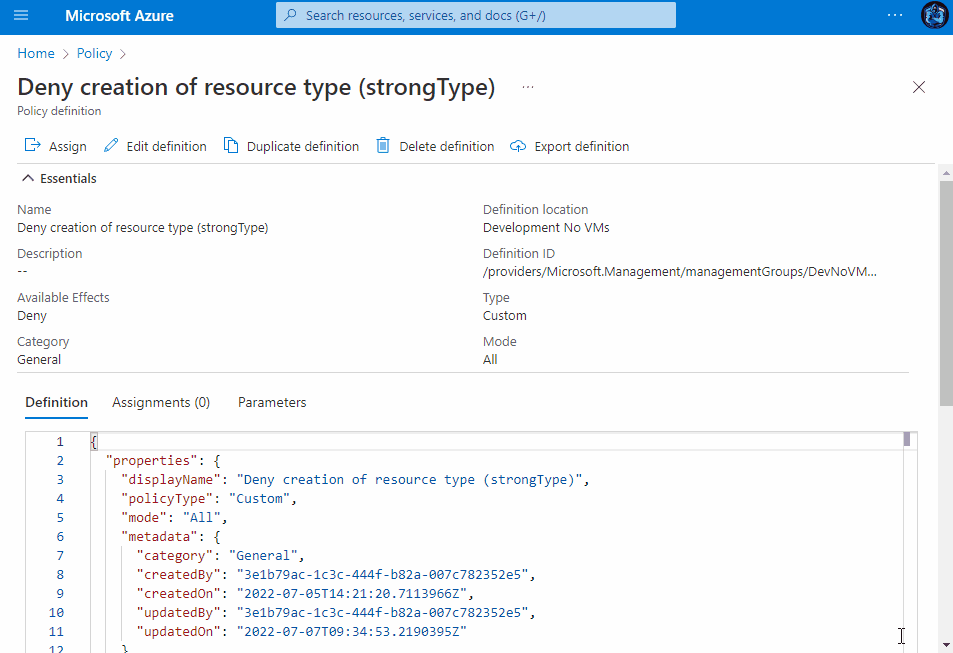 Microsoft Azure
Search resources, services, and docs (G+/)
Home > Policy >
Deny creation of resource type (strongType) ...
Policy definition
Assign Edit definition Duplicate definition Delete definition Export definition
Essentials
Name
Deny creation of resource type (strongType)
Definition location
Development No VMs
Description
--
Definition ID
/providers/Microsoft.Management/managementGroups/DevNoVM...
Available Effects
Deny
Type
Custom
Category
General
Mode
All
Definition Assignments (0) Parameters
1 {
2 "properties": {
3 "displayName": "Deny creation of resource type (strongType)",
4 "policyType": "Custom",
5 "mode": "All",
6 "metadata": {
7 "category": "General",
8 "createdBy": "3e1b79ac-1c3c-444f-b82a-007c782352e5",
9 "createdOn": "2022-07-05T14:21:20.7113966Z",
10 "updatedBy": "3e1b79ac-1c3c-444f-b82a-007c782352e5",
11 "updatedOn": "2022-07-07T09:34:53.2190395Z"
12 }